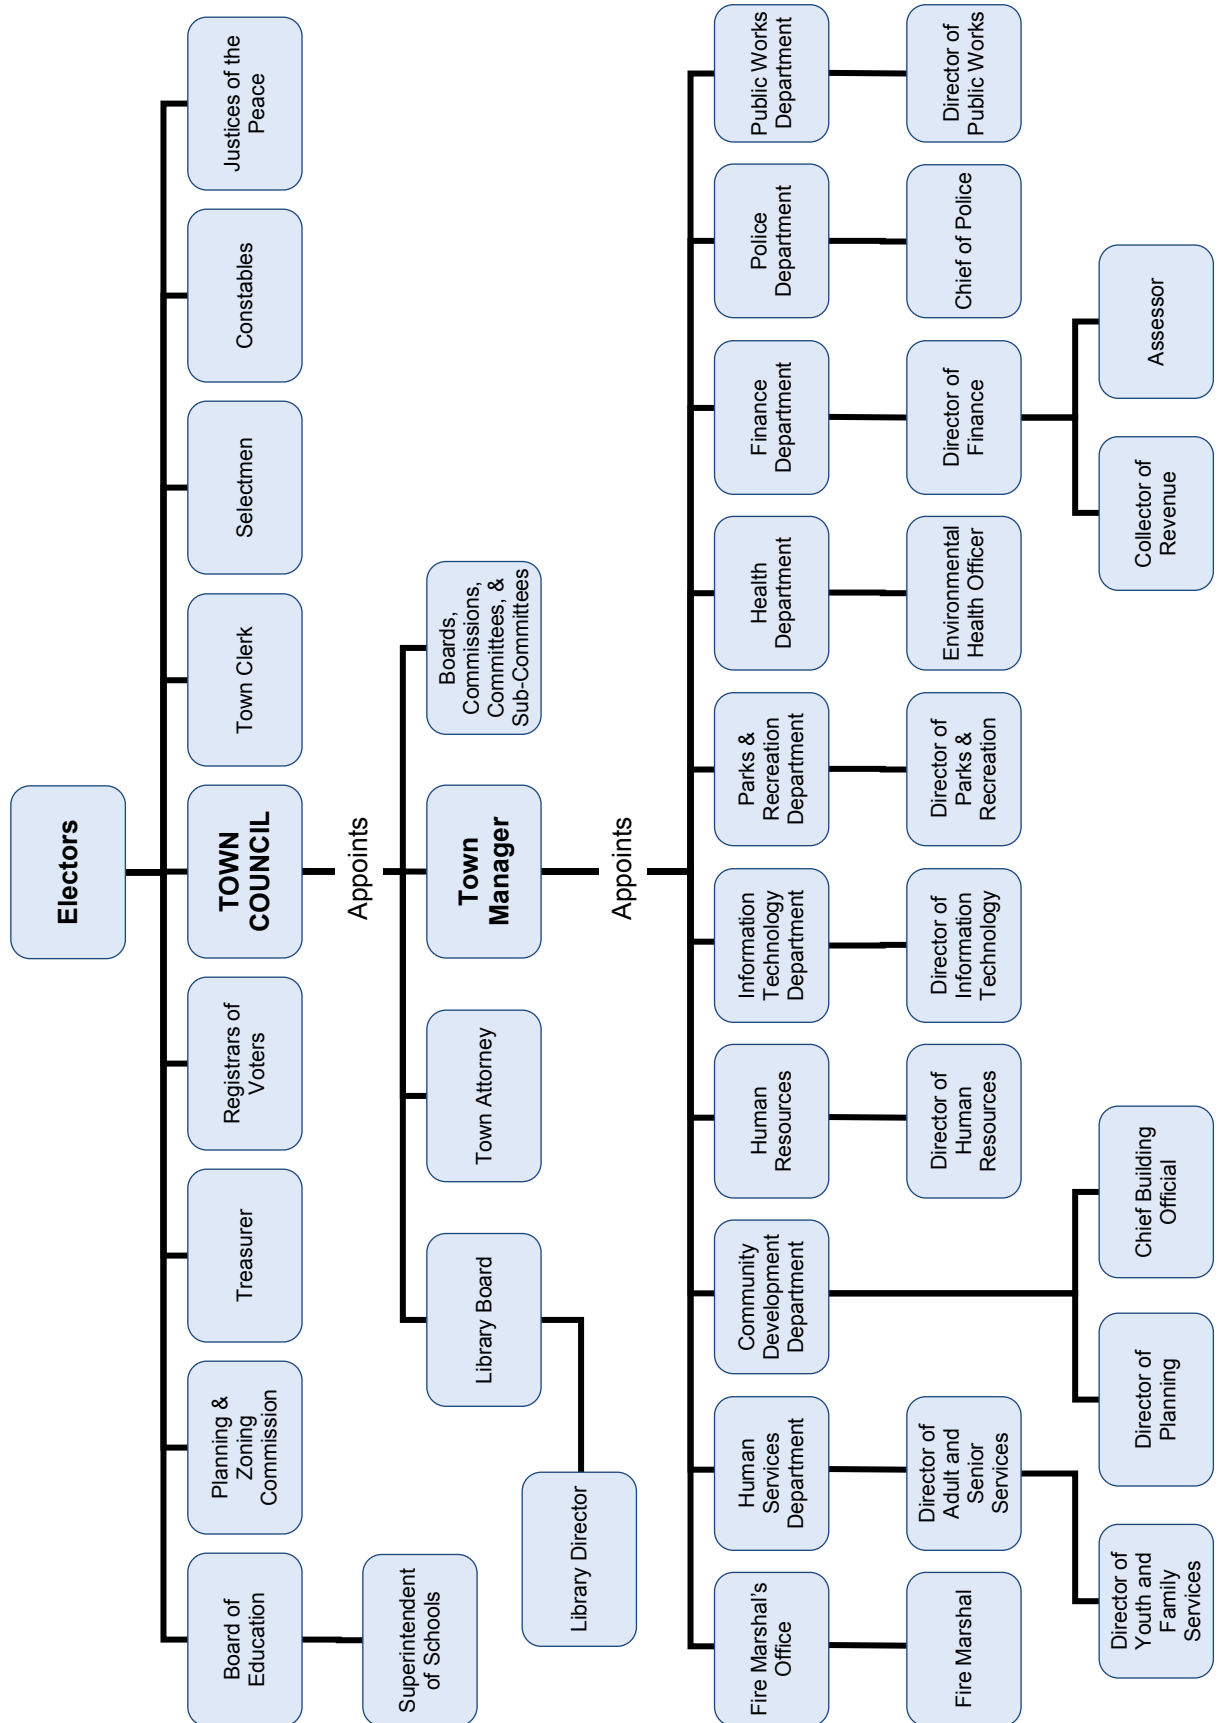 Electors
Board of
Education
Planning &
Zoning
Commission
Treasurer
Registrars of
Voters
TOWN
COUNCIL
Town Clerk
Selectmen
Constables
Justices of the
Peace
Superintendent
of Schools
Appoints
Library Board
Town Attorney
Town
Manager
Boards,
Commissions,
Committees, &
Sub-Committees
Library Director
Appoints
Fire Marshal's
Office
Human
Services
Department
Community
Development
Department
Human
Resources
Information
Technology
Department
Parks &
Recreation
Department
Health
Department
Finance
Department
Police
Department
Public Works
Department
Fire Marshal
Director of
Adult and
Senior
Services
Director of
Human
Resources
Director of
Information
Technology
Director of
Parks &
Recreation
Environmental
Health Officer
Director of
Finance
Chief of Police
Director of
Public Works
Director of
Youth and
Family
Services
Director of
Planning
Chief Building
Official
Collector of
Revenue
Assessor